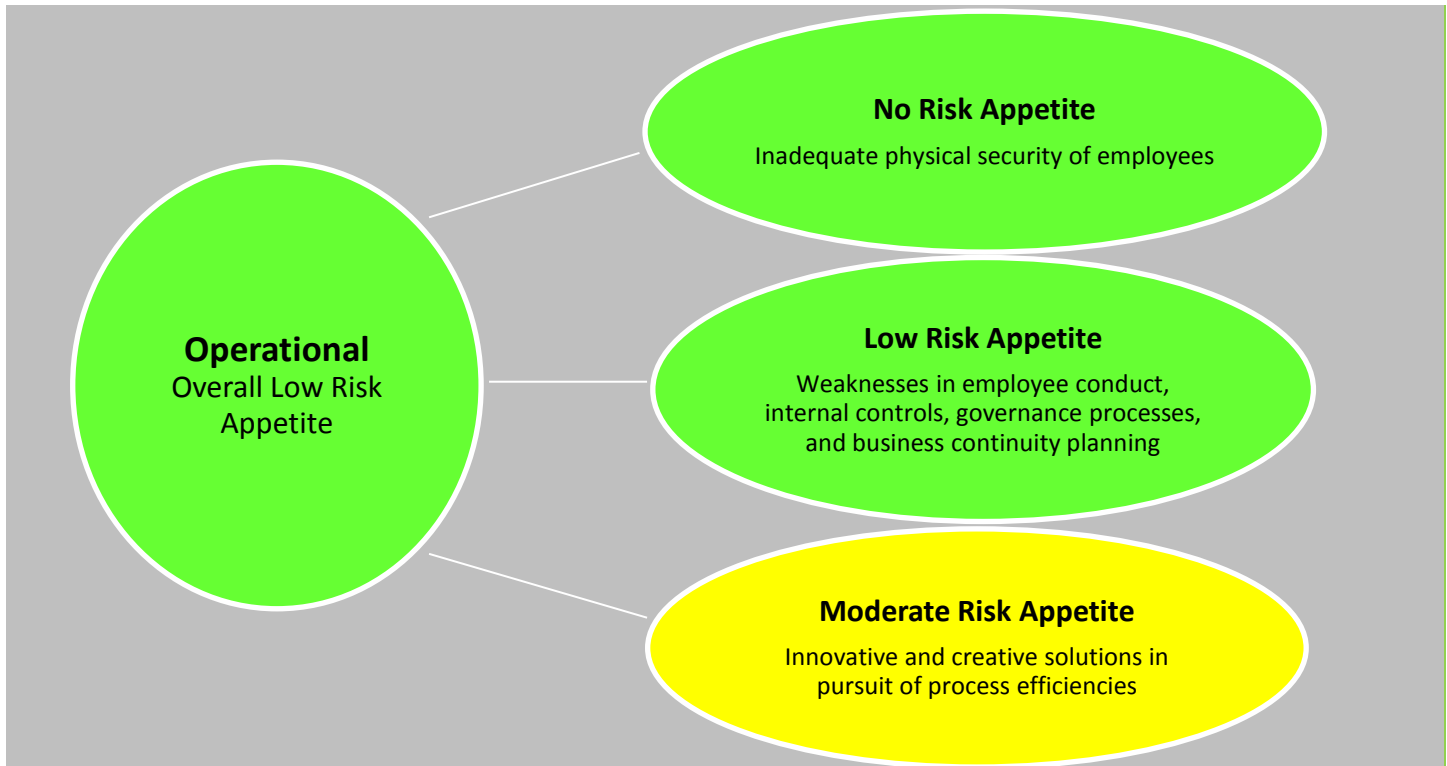 Operational
Overall Low Risk
Appetite
No Risk Appetite
Inadequate physical security of employees
Low Risk Appetite
Weaknesses in employee conduct,
internal controls, governance processes,
and business continuity planning
Moderate Risk Appetite
Innovative and creative solutions in
pursuit of process efficiencies